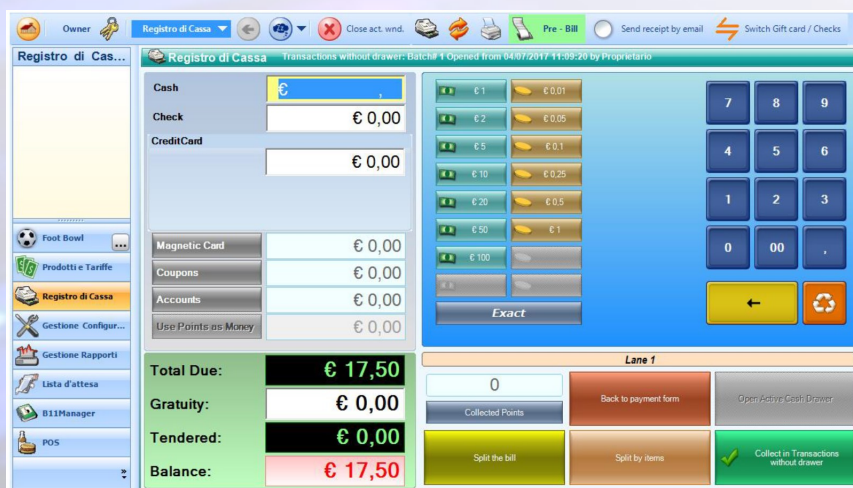 Owner
Registro di Cassa
Close act. wnd.
Pre - Bill
Send receipt by email
Switch Gift card / Checks
Registro di Cas...
Registro di Cassa
Transactions without drawer: Batch# 1 Opened from 04/07/2017 11:09:20 by Proprietario
Cash
€ ,
Check
€ 0,00
CreditCard
€ 0,00
Magnetic Card
€ 0,00
Coupons
€ 0,00
Accounts
€ 0,00
Use Points as Money
€ 0,00
Total Due:
€ 17,50
Gratuity:
€ 0,00
Tendered:
€ 0,00
Balance:
€ 17,50
€ 1
€ 0,01
€ 2
€ 0,05
€ 5
€ 0,1
€ 10
€ 0,25
€ 20
€ 0,5
€ 50
€ 1
€ 100
Exact
7 8 9
4 5 6
1 2 3
0 00 ,
Foot Bowl
...
Prodotti e Tariffe
Registro di Cassa
Gestione Configur...
Gestione Rapporti
Lista d'attesa
B11Manager
POS
Lane 1
0
Collected Points
Back to payment form
Open Active Cash Drawer
Split the bill
Split by items
Collect in Transactions
without drawer